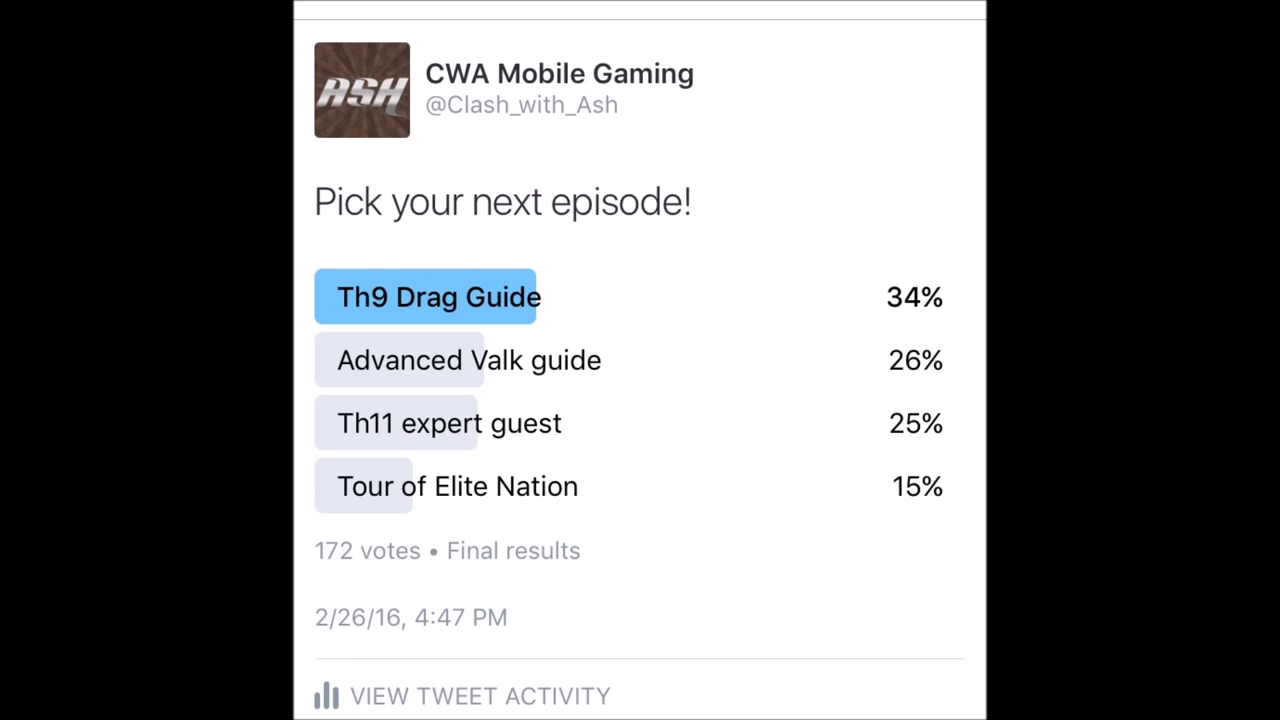 ASH
CWA Mobile Gaming
@Clash_with_Ash
Pick your next episode!
Th9 Drag Guide 34%
Advanced Valk guide 26%
Th11 expert guest 25%
Tour of Elite Nation 15%
172 votes • Final results
2/26/16, 4:47 PM
VIEW TWEET ACTIVITY